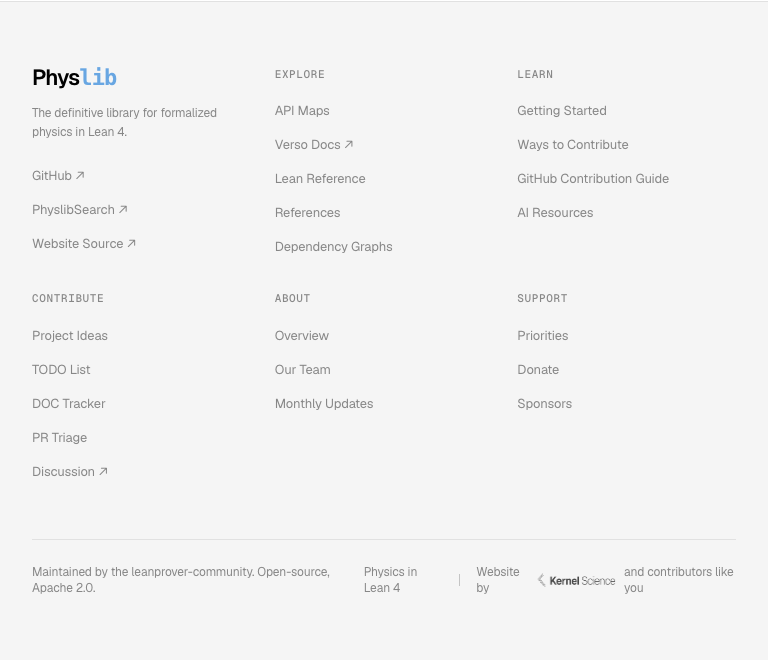 Physlib
The definitive library for formalized
physics in Lean 4.
GitHub ↗
PhyslibSearch ↗
Website Source ↗
EXPLORE
API Maps
Verso Docs ↗
Lean Reference
References
Dependency Graphs
LEARN
Getting Started
Ways to Contribute
GitHub Contribution Guide
AI Resources
CONTRIBUTE
Project Ideas
TODO List
DOC Tracker
PR Triage
Discussion ↗
ABOUT
Overview
Our Team
Monthly Updates
SUPPORT
Priorities
Donate
Sponsors
Maintained by the leanprover-community. Open-source,
Apache 2.0.
Physics in
Lean 4
Website
by
Kernel Science
and contributors like
you